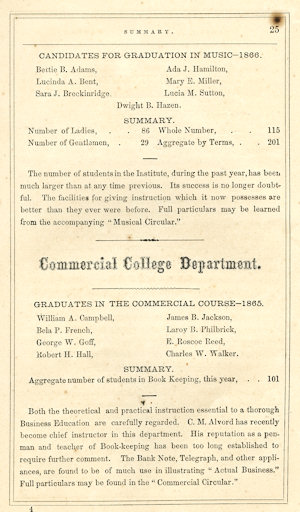 SUMMARY. 25
CANDIDATES FOR GRADUATION IN MUSIC—1866.
Bettie B. Adams, Ada J. Hamilton,
Lucinda A. Bent, Mary E. Miller,
Sara J. Breckinridge. Lucia M. Sutton,
Dwight B. Hazen.
SUMMARY.
Number of Ladies, . . 86 Whole Number, . . 115
Number of Gentlemen, . 29 Aggregate by Terms, . . 201
The number of students in the Institute, during the past year, has been
much larger than at any time previous. Its success is no longer doubt-
ful. The facilities for giving instruction which it now possesses are
better than they ever were before. Full particulars may be learned
from the accompanying "Musical Circular."
Commercial College Department.
GRADUATES IN THE COMMERCIAL COURSE—1865.
William A. Campbell, James B. Jackson,
Bela P. French, Laroy B. Philbrick,
George W. Goff, E. Roscoe Reed,
Robert H. Hall, Charles W. Walker.
SUMMARY.
Aggregate number of students in Book Keeping, this year, . . 101
Both the theoretical and practical instruction essential to a thorough
Business Education are carefully regarded. C. M. Alvord has recently
become chief instructor in this department. His reputation as a pen-
man and teacher of Book-keeping has been too long established to
require further comment. The Bank Note, Telegraph, and other appli-
ances, are found to be of much use in illustrating "Actual Business."
Full particulars may be found in the "Commercial Circular."
4